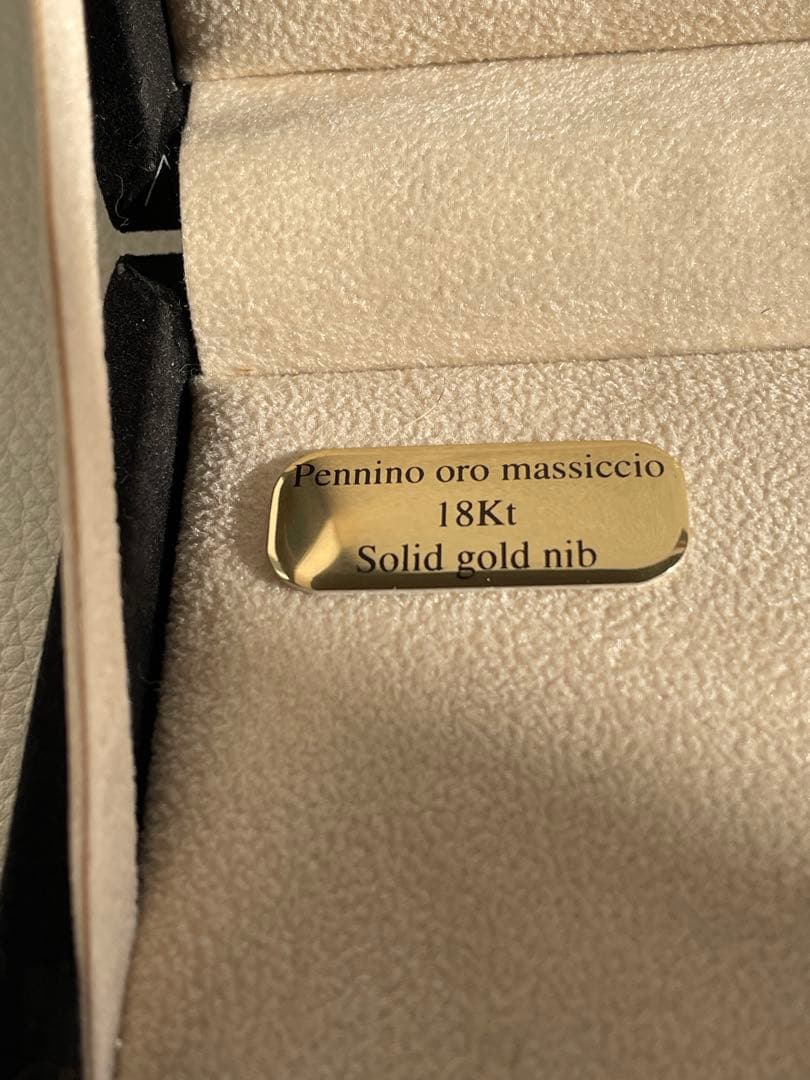 Pennino oro massiccio
18Kt
Solid gold nib